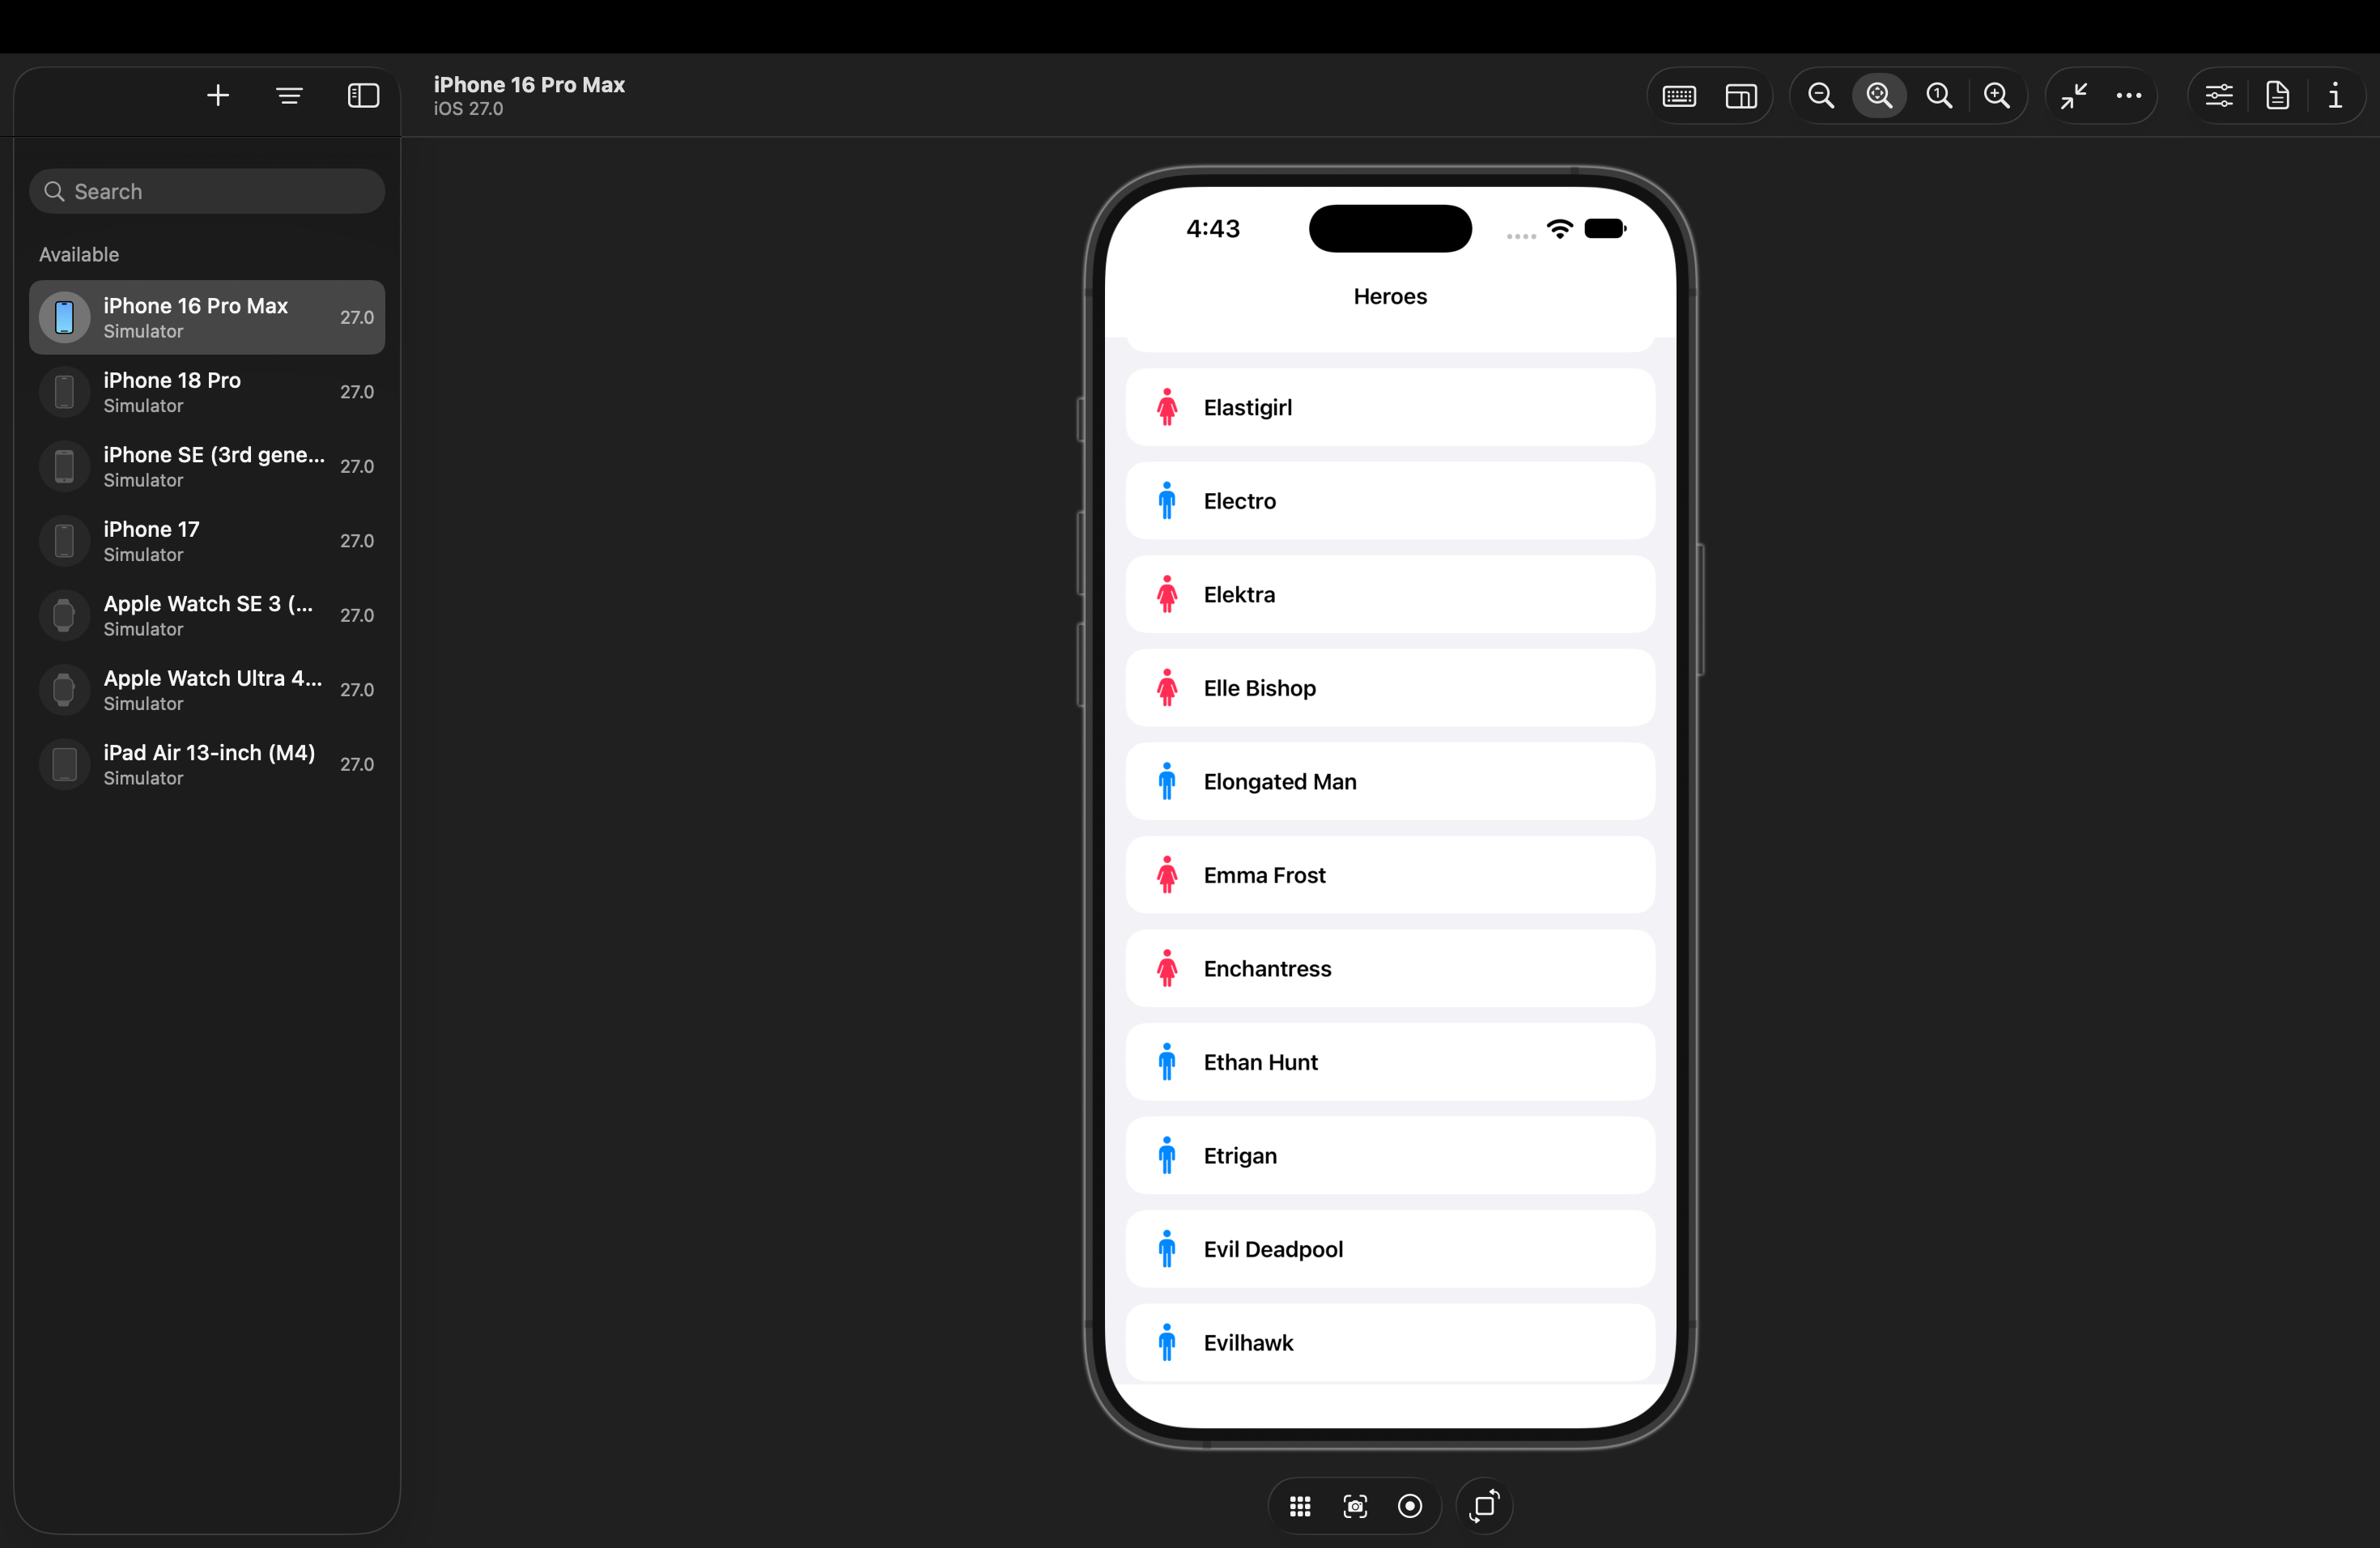 iPhone 16 Pro Max
iOS 27.0
Search
Available
iPhone 16 Pro Max
Simulator
27.0
iPhone 18 Pro
Simulator
27.0
iPhone SE (3rd gene...
Simulator
27.0
iPhone 17
Simulator
27.0
Apple Watch SE 3 (...
Simulator
27.0
Apple Watch Ultra 4...
Simulator
27.0
iPad Air 13-inch (M4)
Simulator
27.0
4:43
Heroes
Elastigirl
Electro
Elektra
Elle Bishop
Elongated Man
Emma Frost
Enchantress
Ethan Hunt
Etrigan
Evil Deadpool
Evilhawk